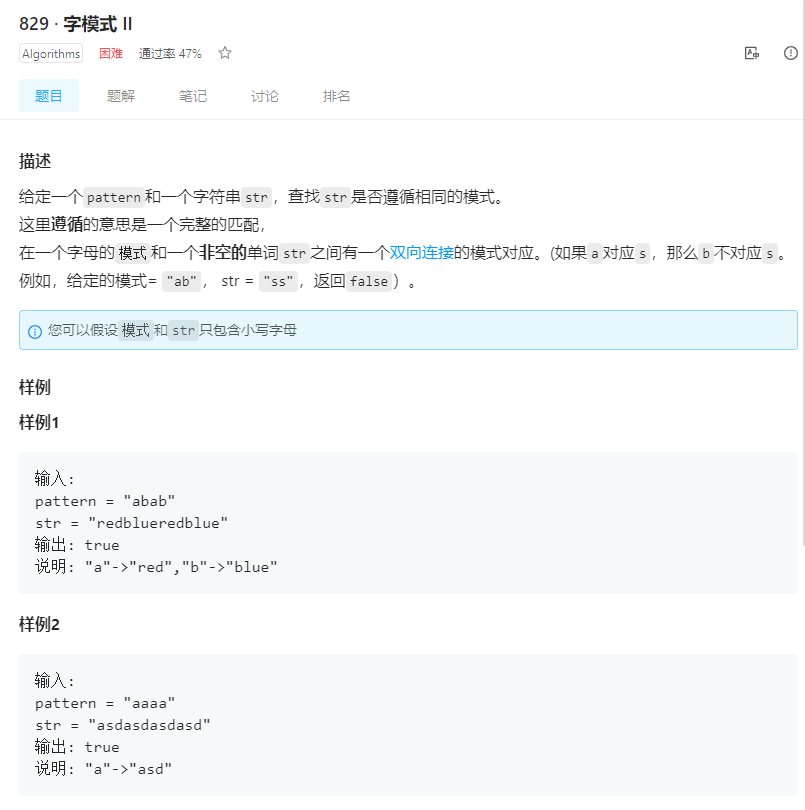 829 · 字模式 II
Algorithms 困难 通过率 47%
题目 题解 笔记 讨论 排名
描述
给定一个pattern和一个字符串str，查找str是否遵循相同的模式。
这里遵循的意思是一个完整的匹配，
在一个字母的模式和一个非空的单词str之间有一个双向连接的模式对应。(如果a对应s，那么b不对应s。
例如，给定的模式= "ab"， str = "ss"，返回false）。
您可以假设模式和str只包含小写字母
样例
样例1
输入:
pattern = "abab"
str = "redblueredblue"
输出: true
说明: "a"->"red","b"->"blue"
样例2
输入:
pattern = "aaaa"
str = "asdasdasdasd"
输出: true
说明: "a"->"asd"